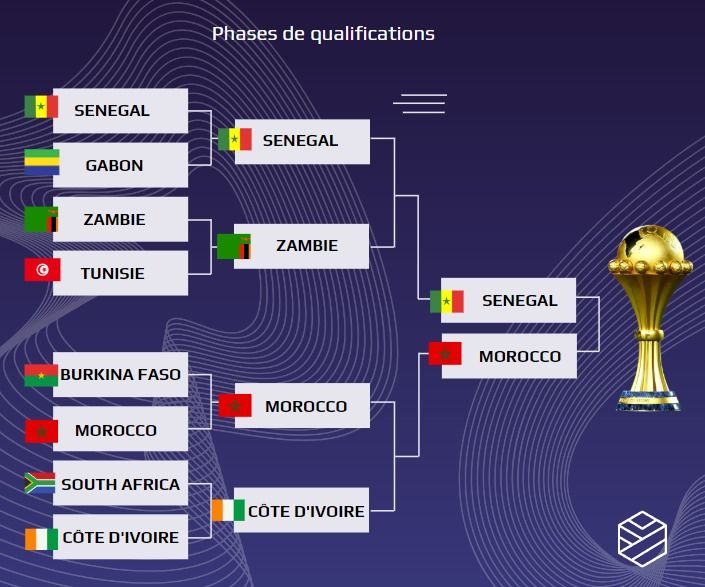 Phases de qualifications
SENEGAL
GABON
ZAMBIE
TUNISIE
BURKINA FASO
MOROCCO
SOUTH AFRICA
CÔTE D'IVOIRE
SENEGAL
ZAMBIE
MOROCCO
CÔTE D'IVOIRE
SENEGAL
MOROCCO